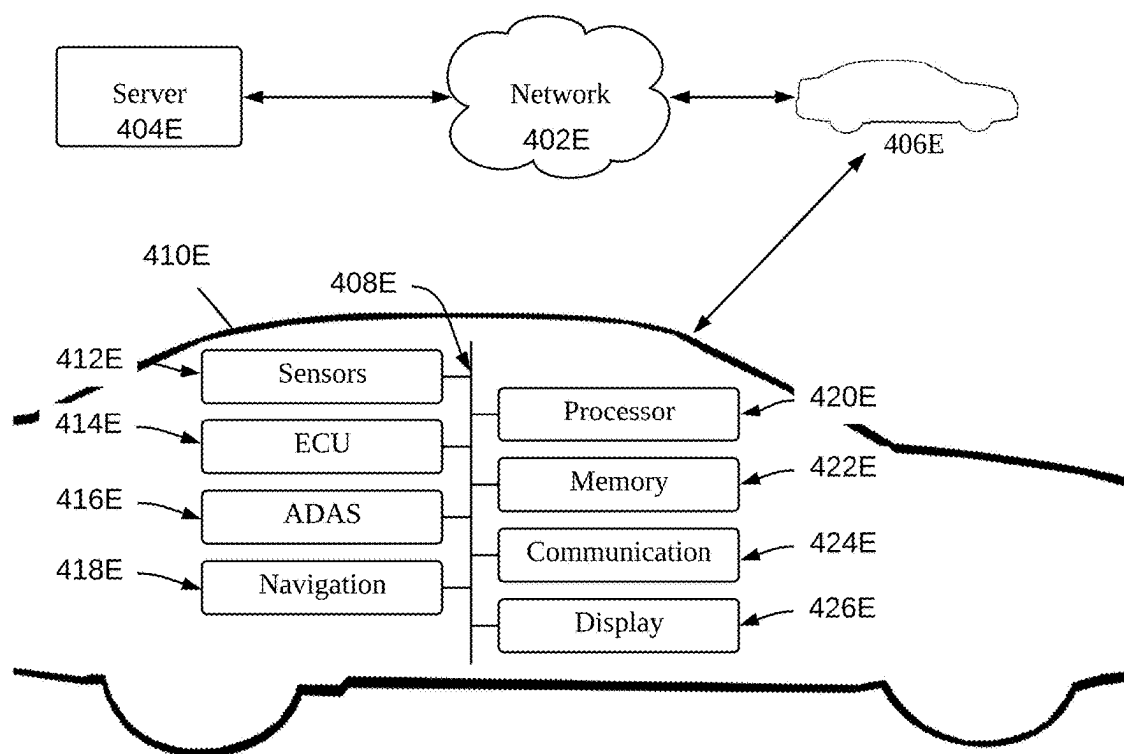 Server
404E
Network
402E
406E
410E
408E
412E
Sensors
414E
ECU
416E
ADAS
418E
Navigation
Processor
420E
Memory
422E
Communication
424E
Display
426E